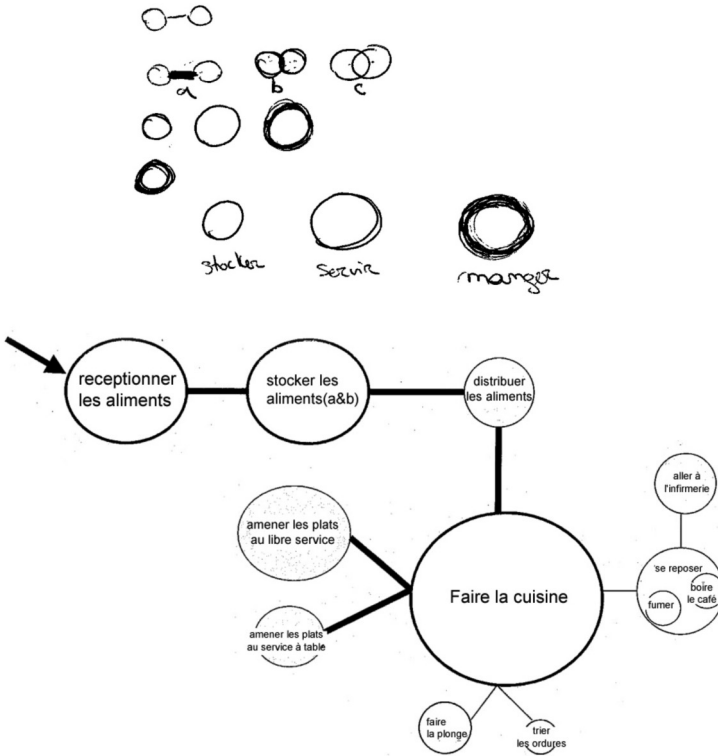 a
b
c
stocker
servir
manger
receptionner
les aliments
stocker les
aliments(a&b)
distribuer
les aliments
aller à
l'infirmerie
amener les plats
au libre service
se reposer
boire
le café
fumer
Faire la cuisine
amener les plats
au service à table
faire
la plonge
trier
les ordures